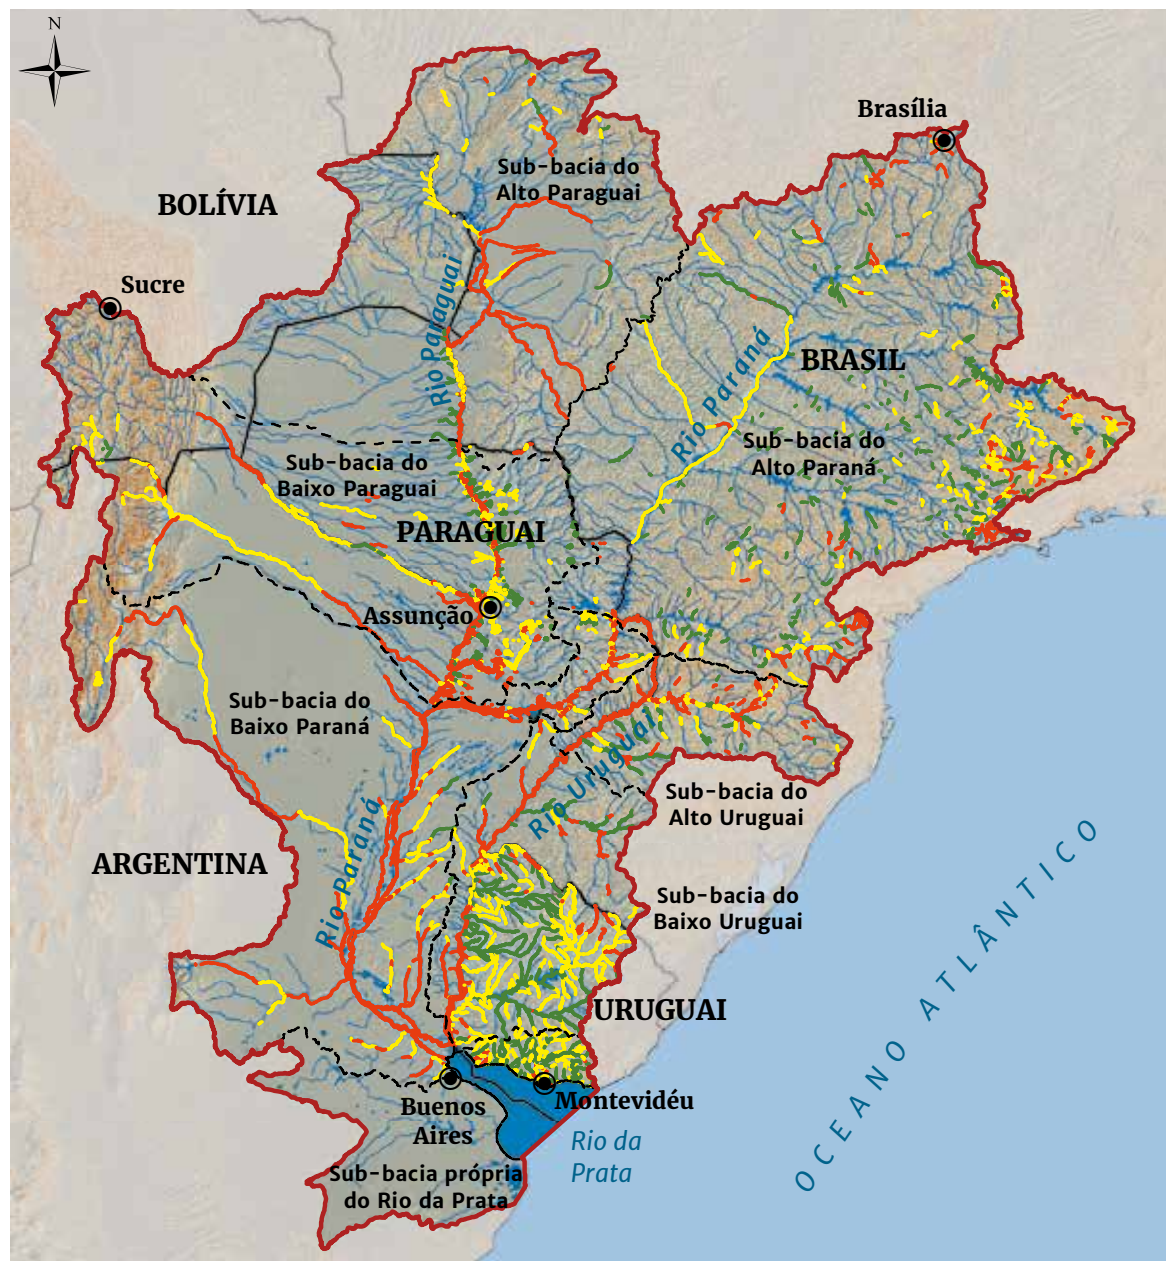 N
Brasília
Sub-bacia do
Alto Paraguai
BOLÍVIA
Sucre
Rio Paraguai
Rio Paraná
BRASIL
Sub-bacia do
Alto Paraná
Sub-bacia do
Baixo Paraguai
PARAGUAI
Assunção
Sub-bacia do
Baixo Paraná
Rio Uruguai
Sub-bacia do
Alto Uruguai
Rio Paraná
ARGENTINA
Sub-bacia do
Baixo Uruguai
OCEANO ATLÂNTICO
URUGUAI
Buenos
Aires
Montevidéu
Rio da
Prata
Sub-bacia própria
do Rio da Prata